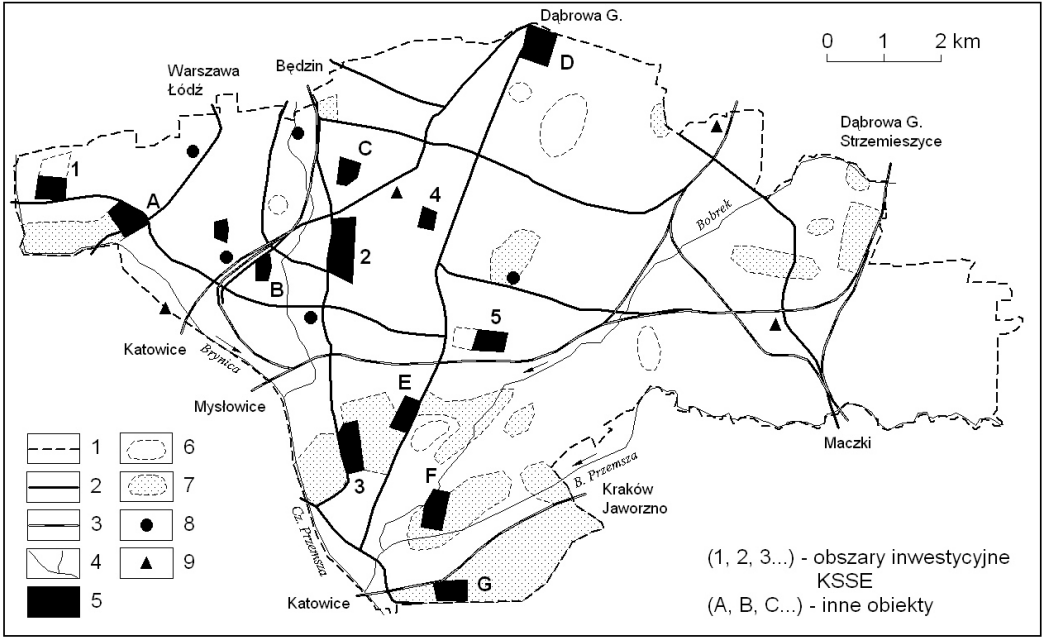 Dąbrowa G.
0 1 2 km
Warszawa
Łódź
Będzin
D
Dąbrowa G.
Strzemieszyce
C
1
4
A
Bobrek
2
B
5
Katowice
Brynica
E
Mysłowice
Maczki
F
B. Przemsza
3
Kraków
Jaworzno
Cz. Przemsza
G
Katowice
1 6
2 7
3 8
4 9
5
(1, 2, 3...) - obszary inwestycyjne
KSSE
(A, B, C...) - inne obiekty